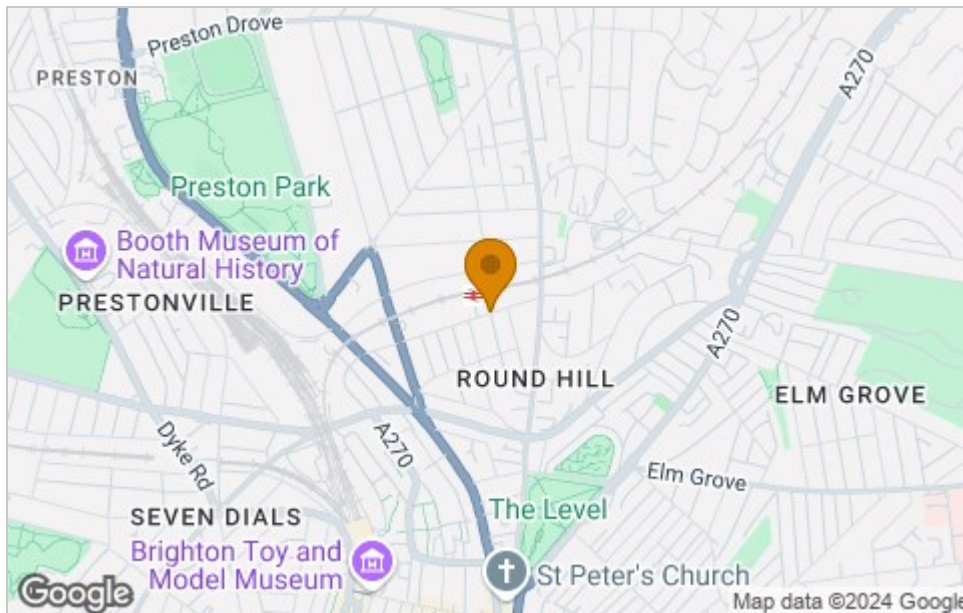 Preston Drove
PRESTON
A270
Preston Park
Booth Museum of
Natural History
PRESTONVILLE
A270
ROUND HILL
ELM GROVE
Dyke Rd
A270
Elm Grove
SEVEN DIALS
The Level
Brighton Toy and
Model Museum
St Peter's Church
Google
Map data ©2024 Google